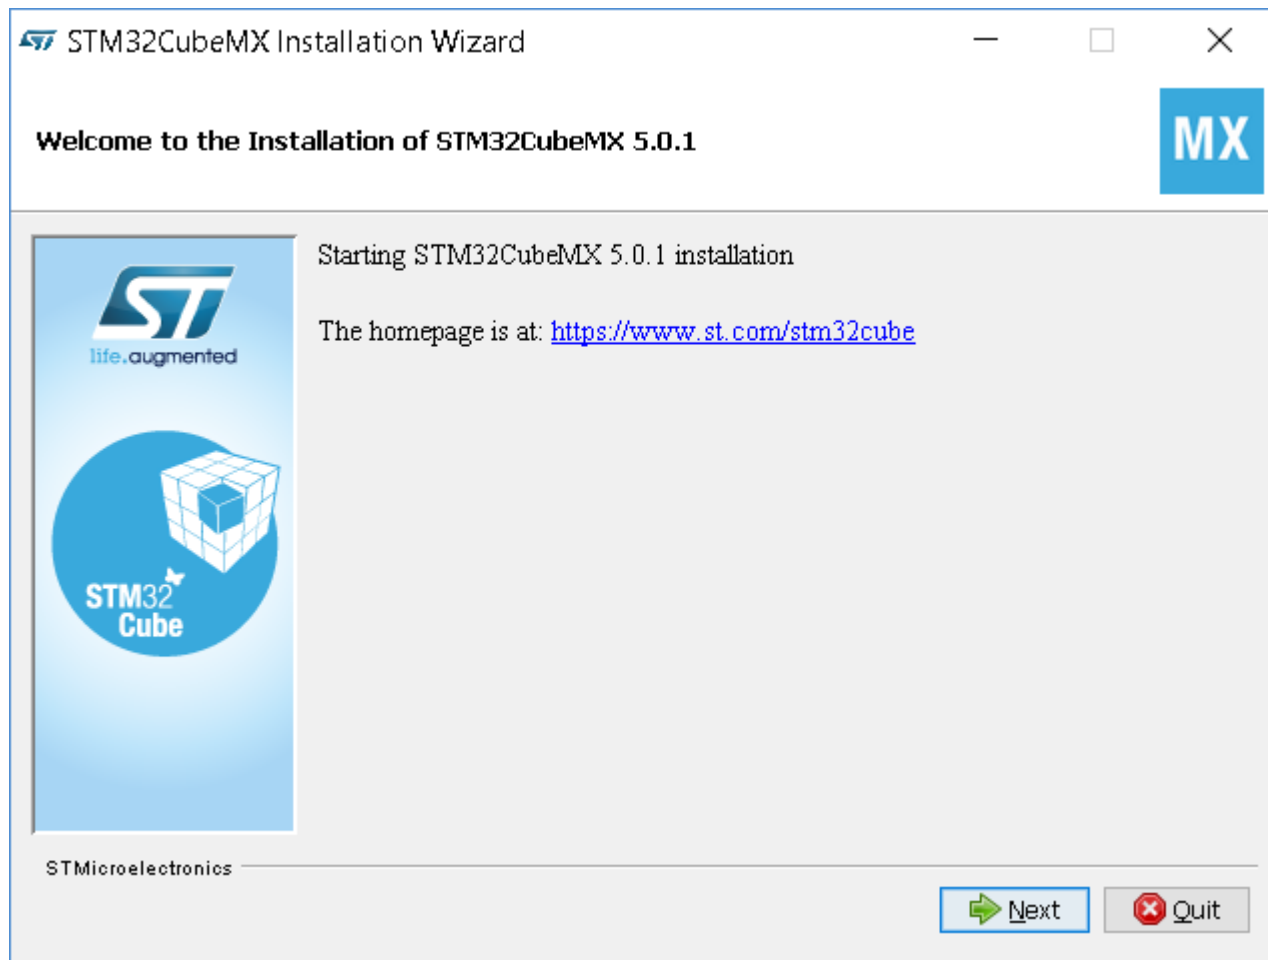 STM32CubeMX Installation Wizard
Welcome to the Installation of STM32CubeMX 5.0.1
MX
Starting STM32CubeMX 5.0.1 installation
The homepage is at: https://www.st.com/stm32cube
ST
life.augmented
STM32
Cube
STMicroelectronics
Next
Quit